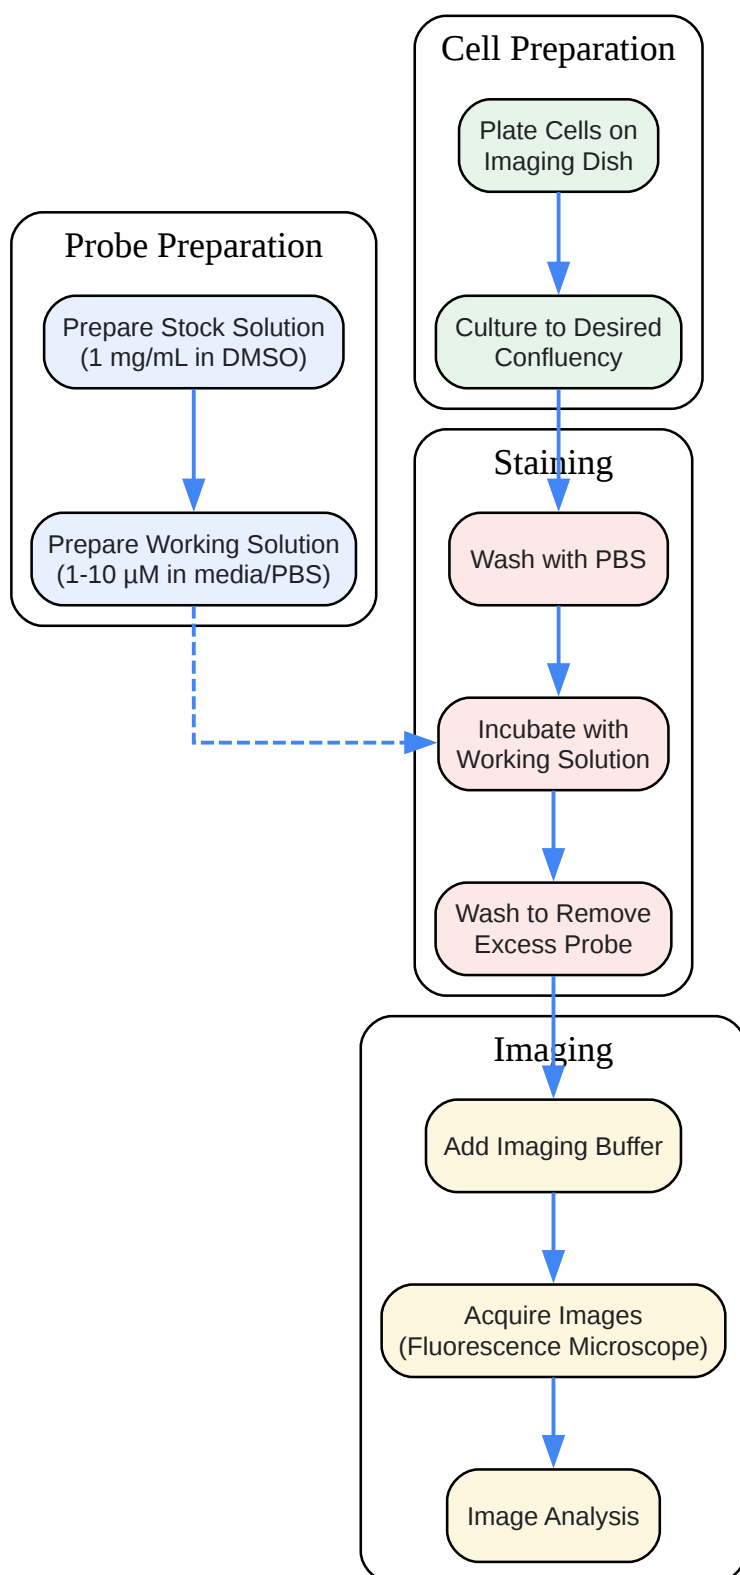 Cell Preparation
Plate Cells on
Imaging Dish
Culture to Desired
Confluency
Probe Preparation
Prepare Stock Solution
(1 mg/mL in DMSO)
Prepare Working Solution
(1-10 µM in media/PBS)
Staining
Wash with PBS
Incubate with
Working Solution
Wash to Remove
Excess Probe
Imaging
Add Imaging Buffer
Acquire Images
(Fluorescence Microscope)
Image Analysis